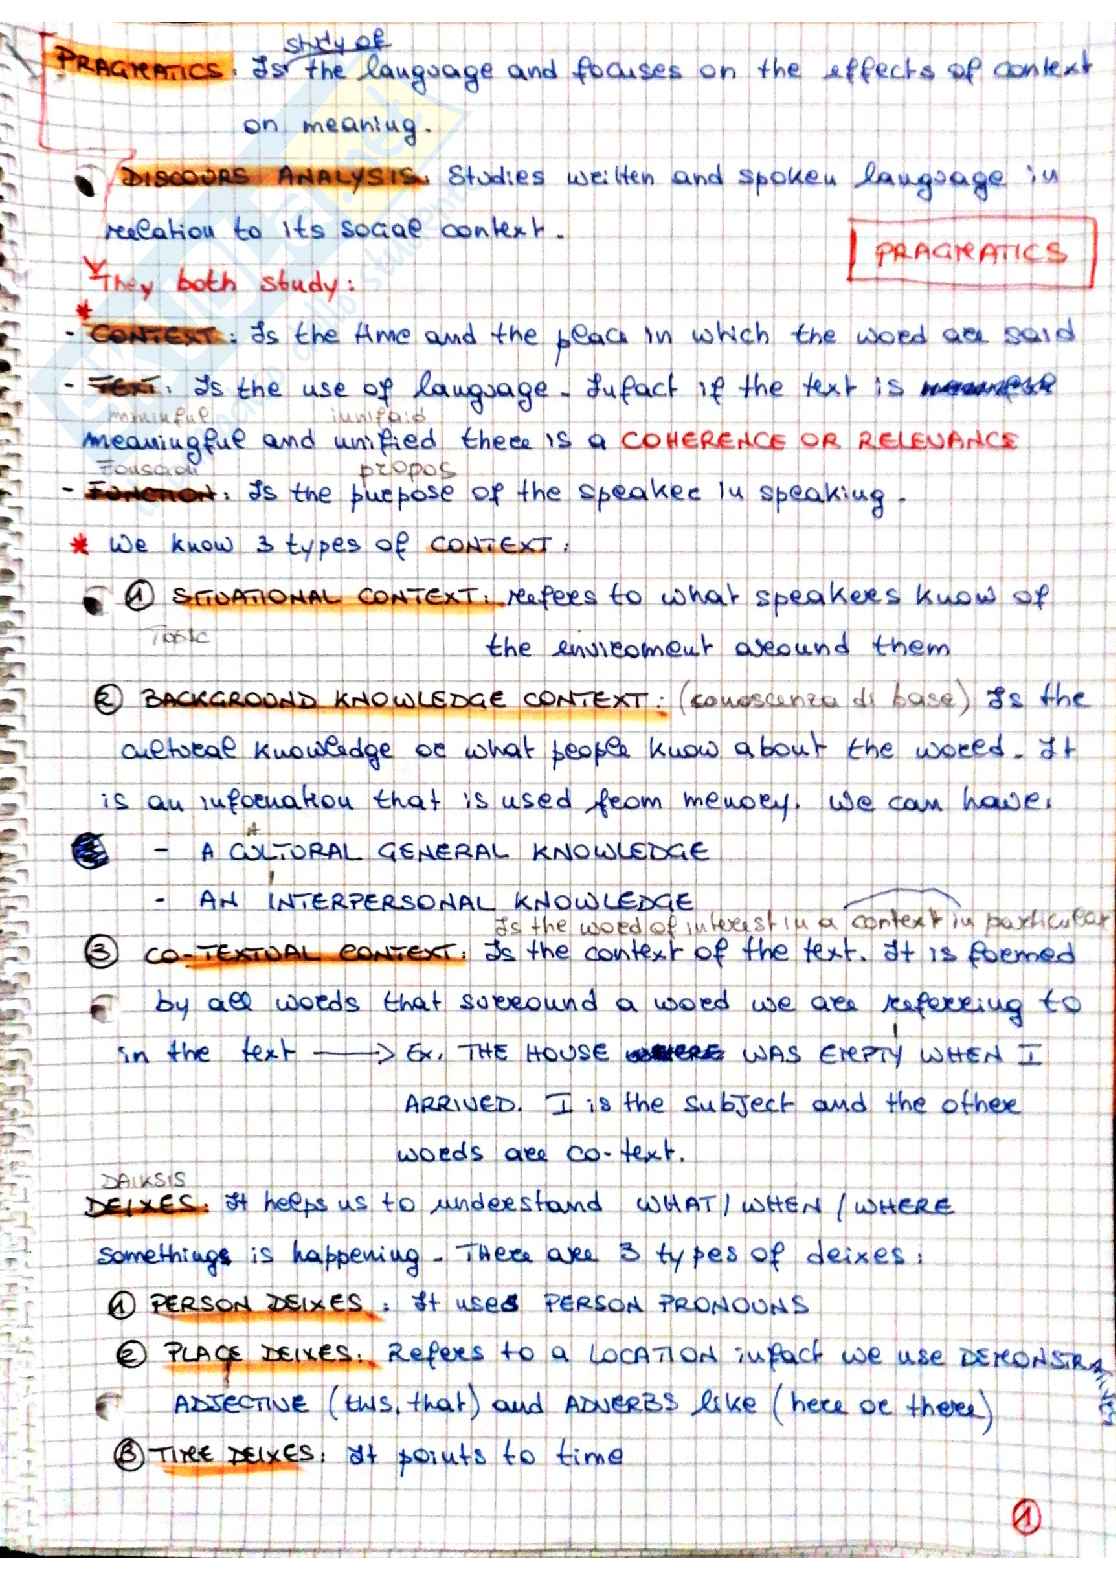 study of
PRAGMATICS: Is the language and focuses on the effects of context
on meaning.
DISCOURS ANALYSIS: Studies written and spoken language in
relation to its social context.
PRAGMATICS
They both study:
- CONTEXT: Is the time and the place in which the word are said
- TEXT: Is the use of language. Infact if the text is
meaningful and unified there is a COHERENCE OR RELEVANCE
propos
- FUNCTION: Is the purpose of the speaker in speaking.
* We know 3 types of CONTEXT:
1 SITUATIONAL CONTEXT: refers to what speakers know of
the enviroment around them
2 BACKGROUND KNOWLEDGE CONTEXT: (conoscenza di base) Is the
cultural knowledge or what people know about the world. It
is an information that is used from memory. We can have:
- A CULTURAL GENERAL KNOWLEDGE
- AN INTERPERSONAL KNOWLEDGE
Is the word of interest in a context in particular
3 CO-TEXTUAL CONTEXT: Is the context of the text. It is formed
by all words that surround a word we are referring to
in the text → Ex. THE HOUSE WAS EMPTY WHEN I
ARRIVED. I is the subject and the other
words are co-text.
DAIKSIS
DEIXES: It helps us to understand WHAT/WHEN/WHERE
something is happening. There are 3 types of deixes:
1 PERSON DEIXES: It uses PERSON PRONOUNS
2 PLACE DEIXES: Refers to a LOCATION infact we use DEMONSTRATIVES
ADJECTIVE (this, that) and ADVERBS like (here or there)
3 TIME DEIXES: It points to time
1